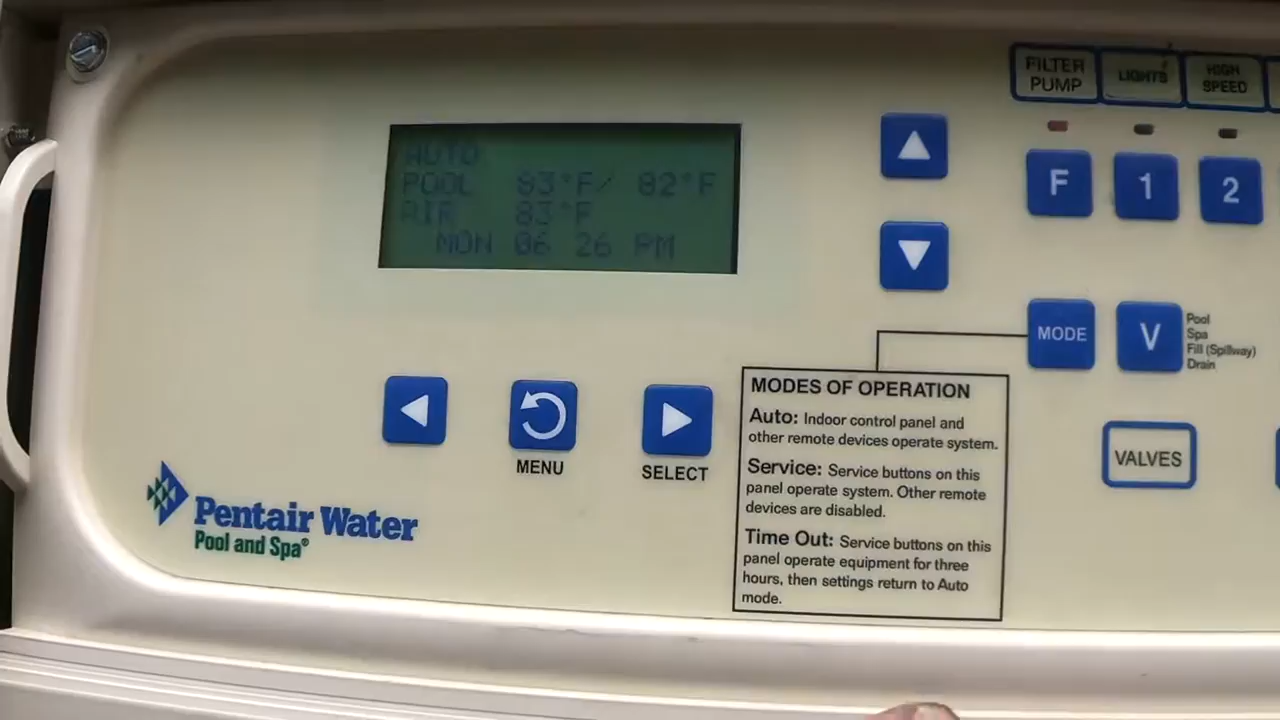 AUTO
POOL 83°F/ 82°F
AIR 83°F
MON 06 26 PM
FILTER
PUMP
LIGHTS
HIGH
SPEED
F
1
2
MODE
V
Pool
Spa
Fill (Spillway)
Drain
MENU
SELECT
VALVES
MODES OF OPERATION
Auto: Indoor control panel and
other remote devices operate system.
Service: Service buttons on this
panel operate system. Other remote
devices are disabled.
Time Out: Service buttons on this
panel operate equipment for three
hours, then settings return to Auto
mode.
Pentair Water
Pool and Spa®